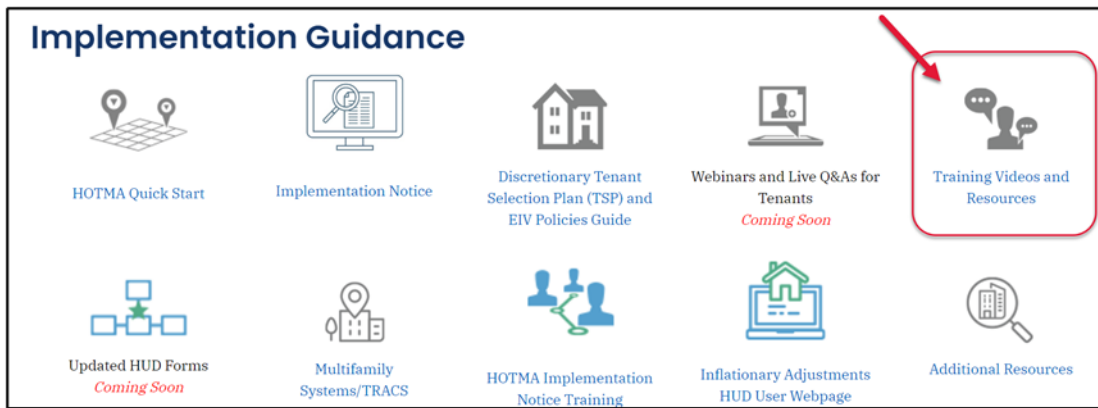 Implementation Guidance
HOTMA Quick Start
Implementation Notice
Discretionary Tenant
Selection Plan (TSP) and
EIV Policies Guide
Webinars and Live Q&As for
Tenants
Coming Soon
Training Videos and
Resources
Updated HUD Forms
Coming Soon
Multifamily
Systems/TRACS
HOTMA Implementation
Notice Training
Inflationary Adjustments
HUD User Webpage
Additional Resources